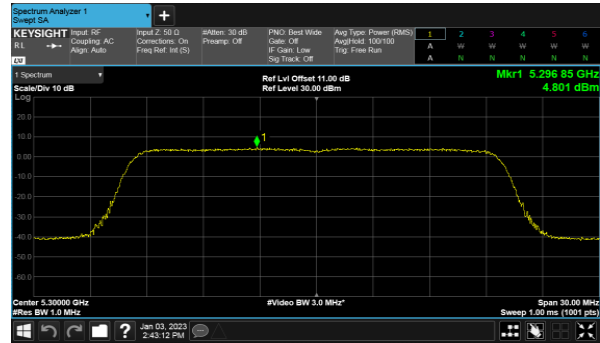 Spectrum Analyzer 1
Swept SA
+
KEYSIGHT
RL
Input: RF
Coupling: AC
Align: Auto
Input Z: 50 Ω
Corrections: On
Freq Ref: Int (S)
#Atten: 30 dB
Preamp: Off
PNO: Best Wide
Gate: Off
IF Gain: Low
Sig Track: Off
Avg Type: Power (RMS)
Avg|Hold: 100/100
Trig: Free Run
1 2 3 4 5 6
A W W W W W
A N N N N N
LXI
1 Spectrum
Scale/Div 10 dB
Log
Ref Lvl Offset 11.00 dB
Ref Level 30.00 dBm
Mkr1 5.296 85 GHz
4.801 dBm
20.0
10.0
1
0.00
-10.0
-20.0
-30.0
-40.0
-50.0
-60.0
Center 5.30000 GHz
#Res BW 1.0 MHz
#Video BW 3.0 MHz*
Span 30.00 MHz
Sweep 1.00 ms (1001 pts)
?
Jan 03, 2023
2:43:12 PM